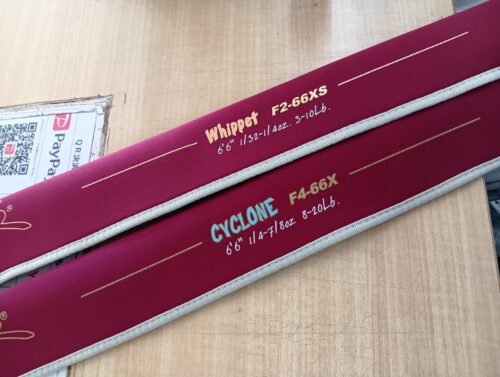 Whippet F2-66XS
6'6" 1/32-1/4oz. 3-10Lb.
CYCLONE F4-66X
6'6" 1/4-7/8oz 8-20Lb.
PayPa
®
®